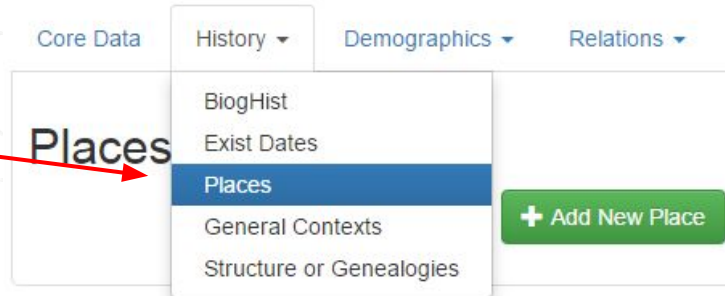 Core Data History Demographics Relations
BiogHist
Places Exist Dates
Places
General Contexts
+ Add New Place
Structure or Genealogies